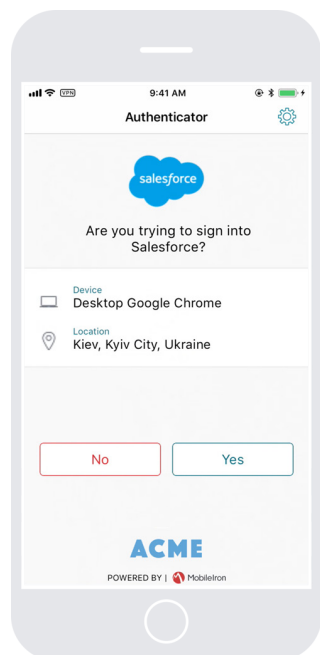 VPN
9:41 AM
Authenticator
salesforce
Are you trying to sign into
Salesforce?
Device
Desktop Google Chrome
Location
Kiev, Kyiv City, Ukraine
No
Yes
ACME
POWERED BY | MobileIron